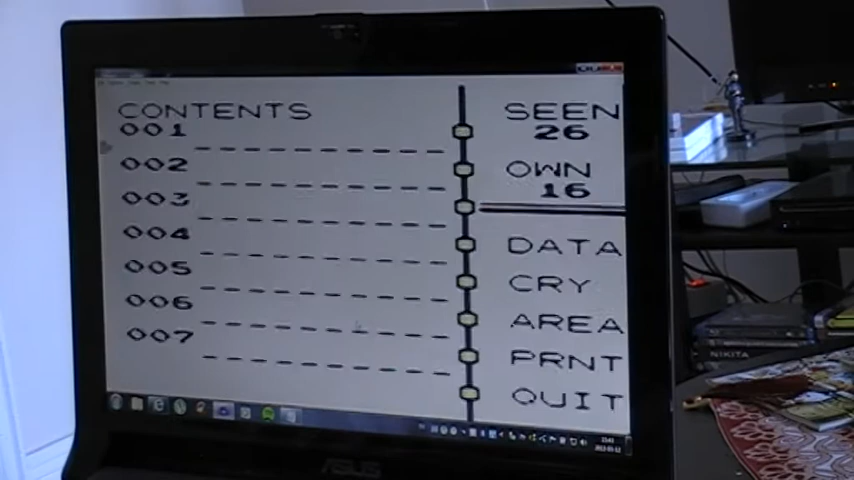 CONTENTS
001
002
003
004
005
006
007
SEEN
26
OWN
16
DATA
CRY
AREA
PRNT
QUIT
ASUS
NIKITA